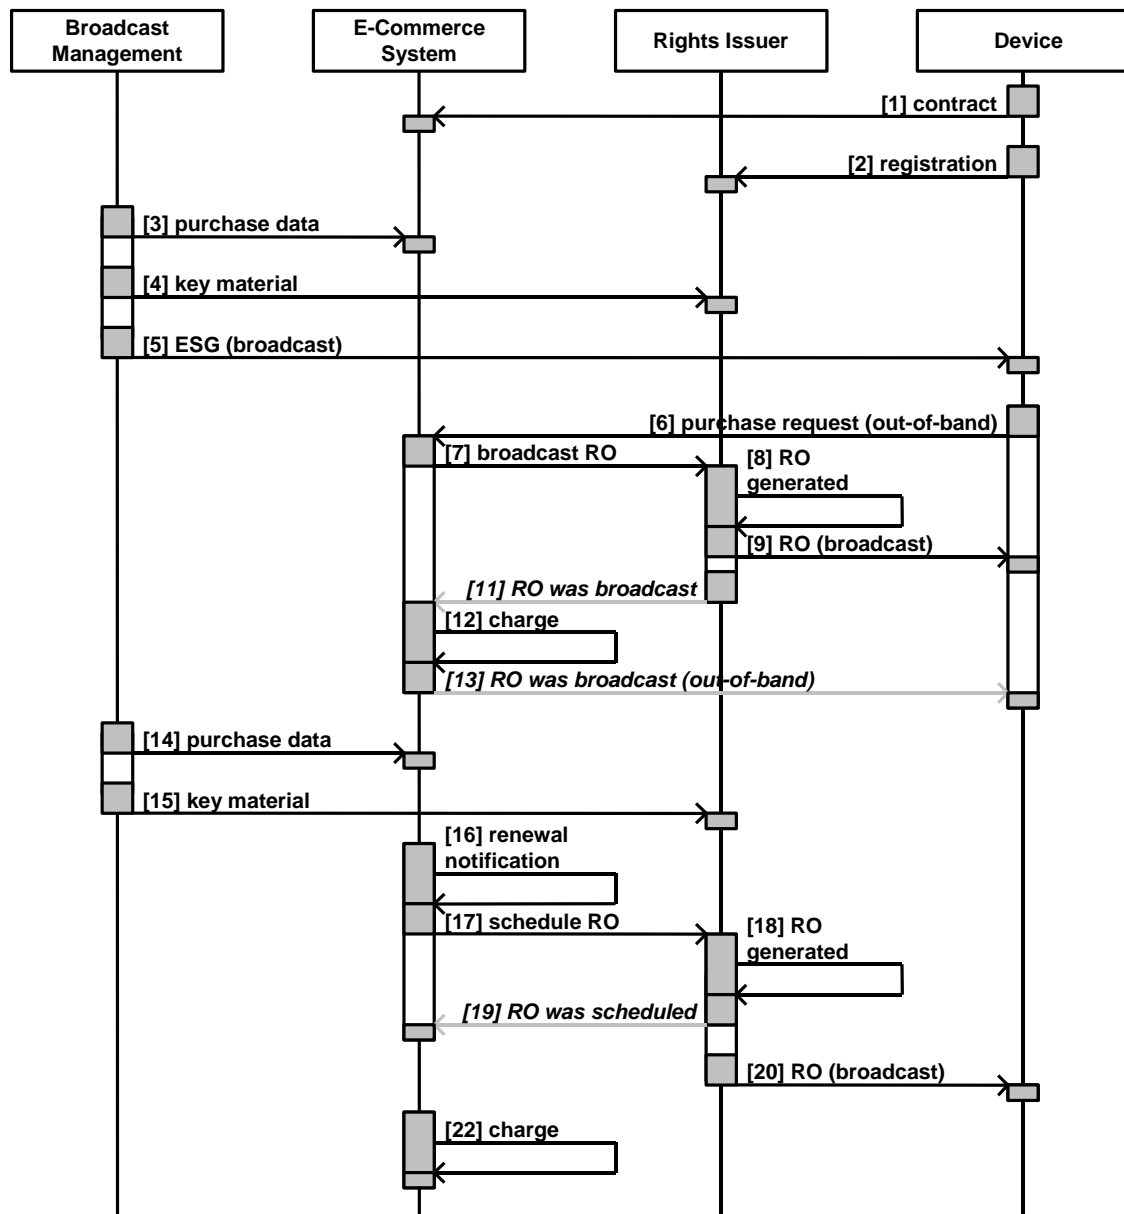 Broadcast
Management
E-Commerce
System
Rights Issuer
Device
[1] contract
[2] registration
[3] purchase data
[4] key material
[5] ESG (broadcast)
[6] purchase request (out-of-band)
[7] broadcast RO
[8] RO
generated
[9] RO (broadcast)
[11] RO was broadcast
[12] charge
[13] RO was broadcast (out-of-band)
[14] purchase data
[15] key material
[16] renewal
notification
[17] schedule RO
[18] RO
generated
[19] RO was scheduled
[20] RO (broadcast)
[22] charge